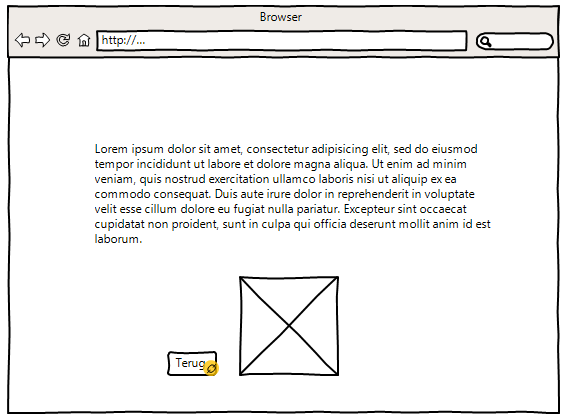 Browser
http://...
Lorem ipsum dolor sit amet, consectetur adipisicing elit, sed do eiusmod
tempor incididunt ut labore et dolore magna aliqua. Ut enim ad minim
veniam, quis nostrud exercitation ullamco laboris nisi ut aliquip ex ea
commodo consequat. Duis aute irure dolor in reprehenderit in voluptate
velit esse cillum dolore eu fugiat nulla pariatur. Excepteur sint occaecat
cupidatat non proident, sunt in culpa qui officia deserunt mollit anim id est
laborum.
Terug